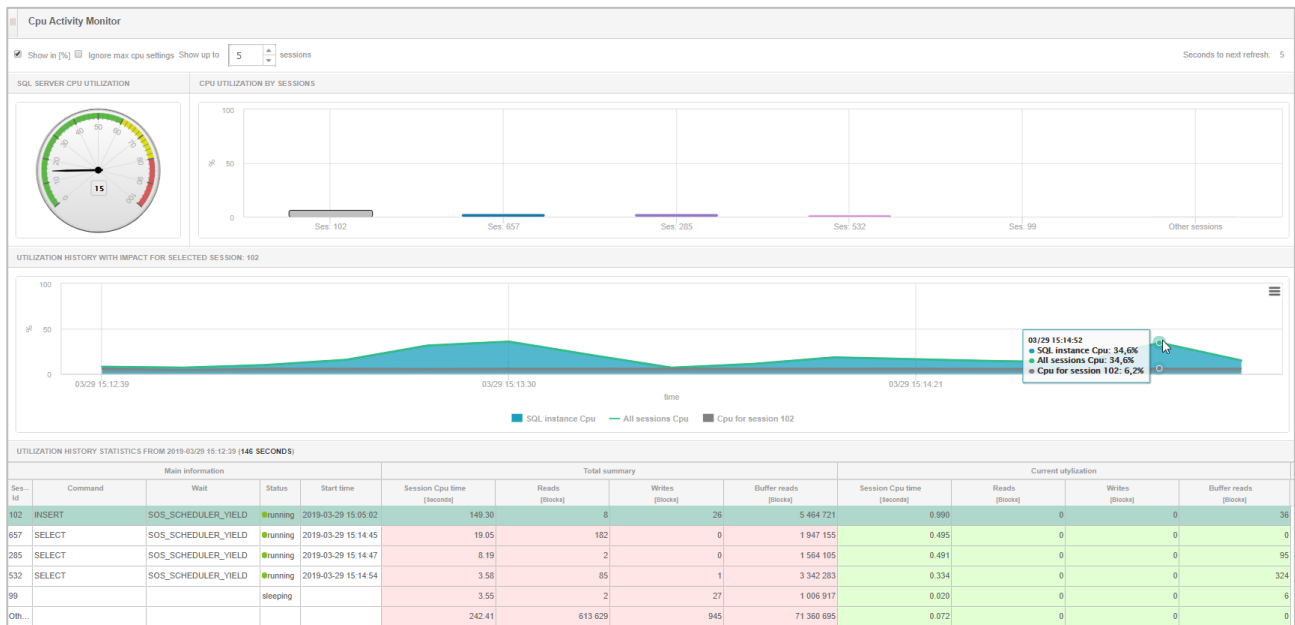 Cpu Activity Monitor
Show in [%] Ignore max cpu settings Show up to 5 sessions Seconds to next refresh: 5
SQL SERVER CPU UTILIZATION CPU UTILIZATION BY SESSIONS
0 10 20 30 40 50 60 70 80 90 100
15
100
50
0
%
Ses: 102 Ses: 657 Ses: 285 Ses: 532 Ses: 99 Other sessions
UTILIZATION HISTORY WITH IMPACT FOR SELECTED SESSION: 102
100
50
0
%
03/29 15:14:52
SQL instance Cpu: 34,6%
All sessions Cpu: 34,6%
Cpu for session 102: 6,2%
03/29 15:12:39 03/29 15:13:30 03/29 15:14:21
time
SQL instance Cpu All sessions Cpu Cpu for session 102
UTILIZATION HISTORY STATISTICS FROM 2019-03/29 15:12:39 (146 SECONDS)
Main information Total summary Current utylization
Ses... Id Command Wait Status Start time Session Cpu time [Seconds] Reads [Blocks] Writes [Blocks] Buffer reads [Blocks] Session Cpu time [Seconds] Reads [Blocks] Writes [Blocks] Buffer reads [Blocks]
102 INSERT SOS_SCHEDULER_YIELD running 2019-03-29 15:05:02 149.30 8 26 5 464 721 0.990 0 0 36
657 SELECT SOS_SCHEDULER_YIELD running 2019-03-29 15:14:45 19.05 182 0 1 947 155 0.495 0 0 0
285 SELECT SOS_SCHEDULER_YIELD running 2019-03-29 15:14:47 8.19 2 0 1 564 105 0.491 0 0 95
532 SELECT SOS_SCHEDULER_YIELD running 2019-03-29 15:14:54 3.58 85 1 3 342 283 0.334 0 0 324
99 sleeping 3.55 2 27 1 006 917 0.020 0 0 6
Oth... 242.41 613 629 945 71 360 695 0.072 0 0 0